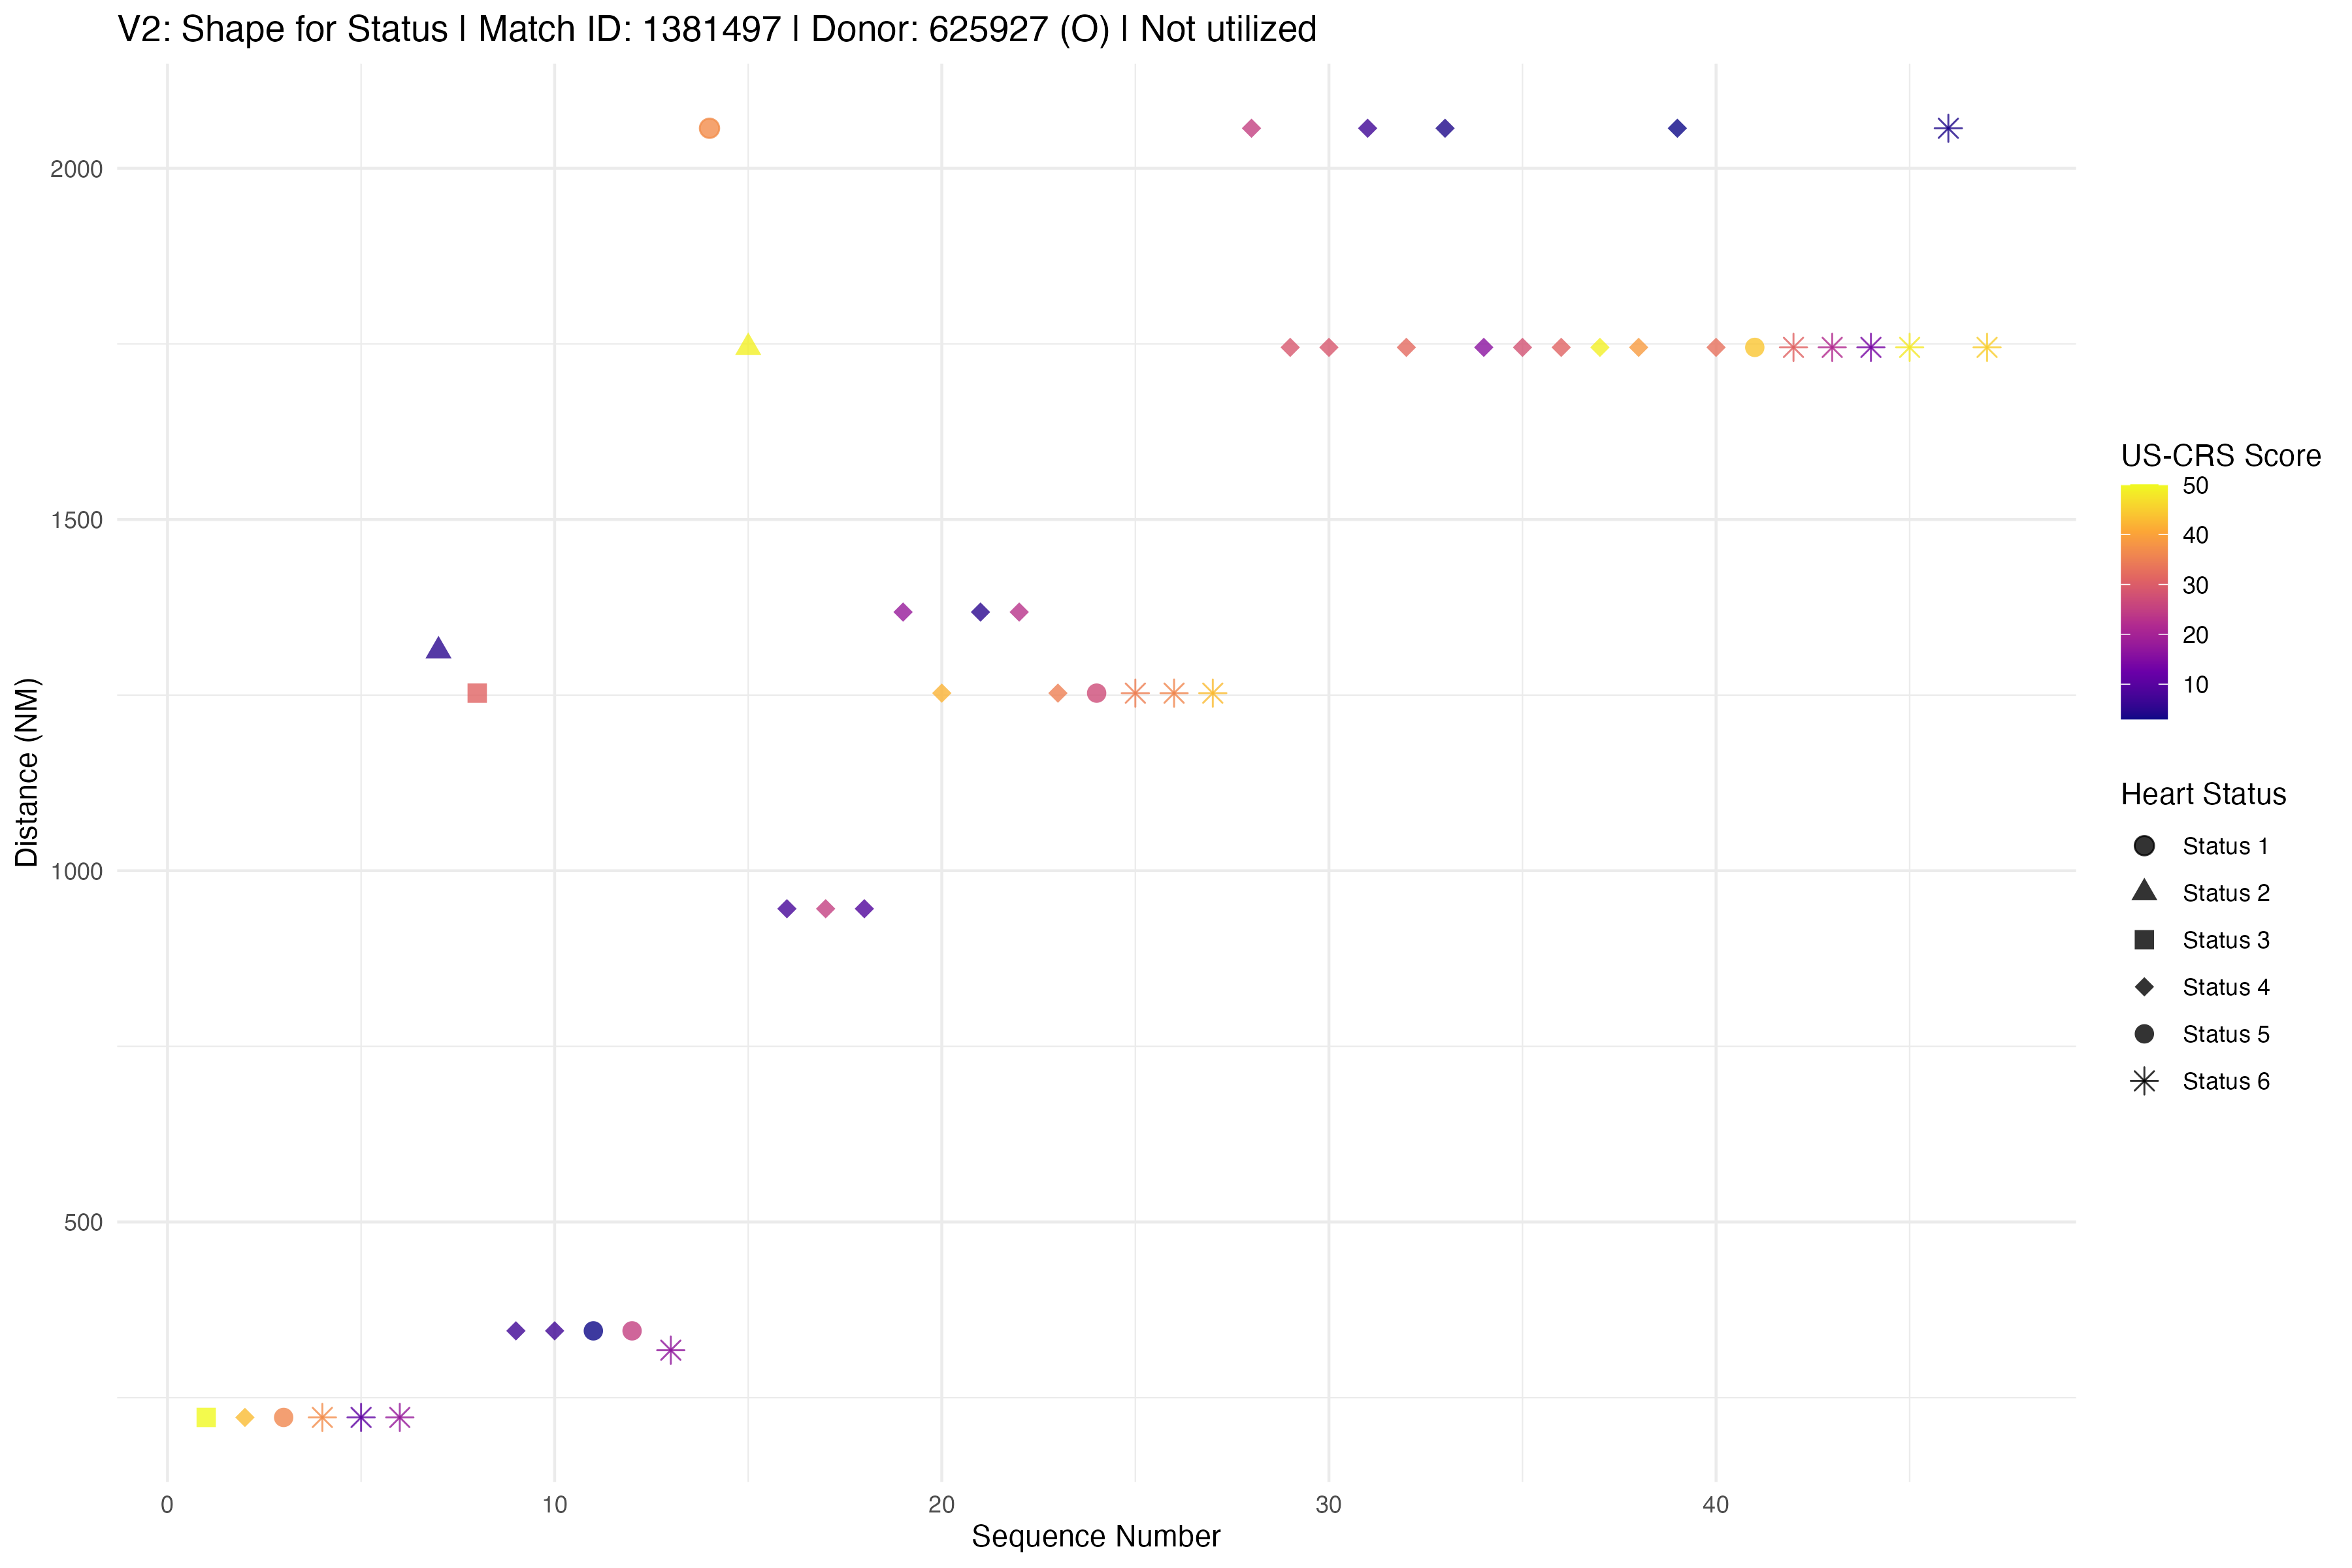 V2: Shape for Status | Match ID: 1381497 | Donor: 625927 (O) | Not utilized
Distance (NM)
2000
1500
1000
500
0
10
20
30
40
Sequence Number
US-CRS Score
50
40
30
20
10
Heart Status
Status 1
Status 2
Status 3
Status 4
Status 5
Status 6